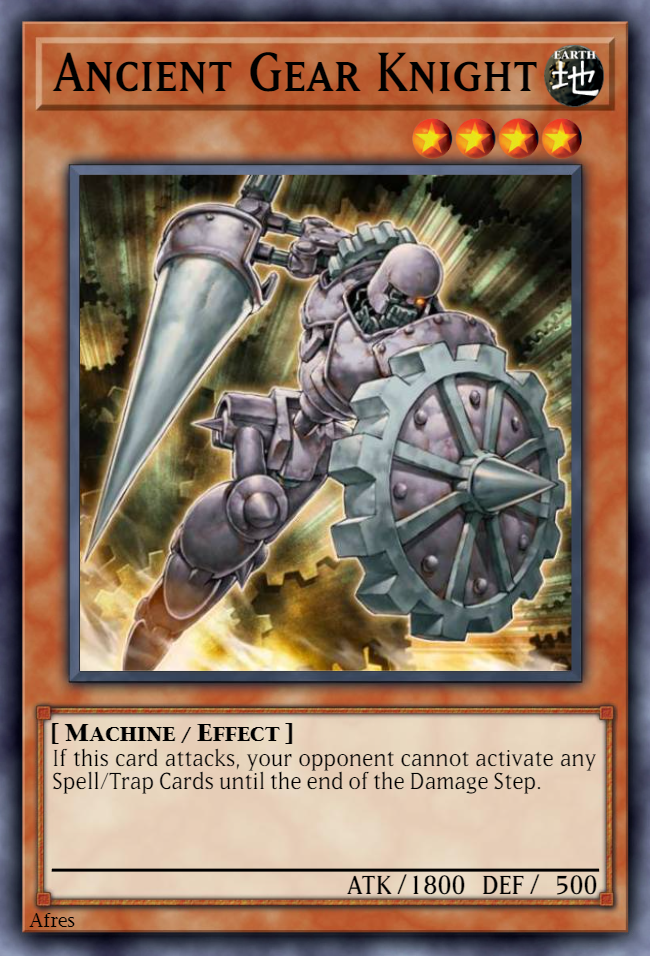 Ancient Gear Knight
EARTH
地
[ Machine / Effect ]
If this card attacks, your opponent cannot activate any
Spell/Trap Cards until the end of the Damage Step.
ATK / 1800 DEF / 500
Afres